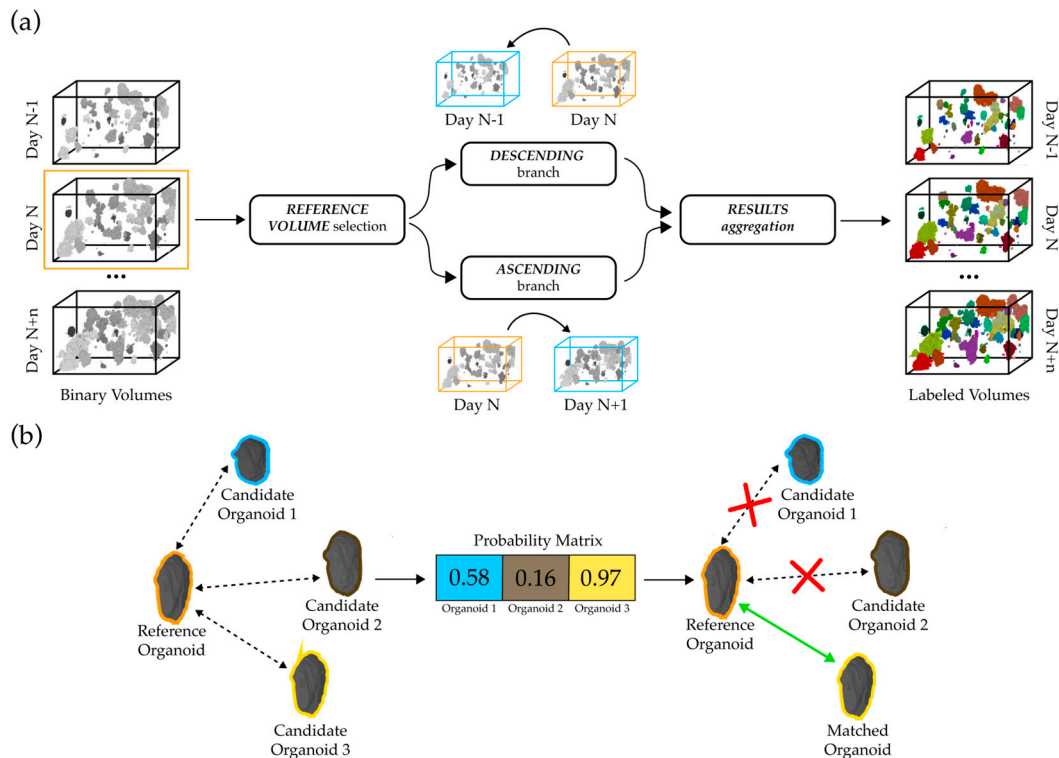 (a)
Day N-1
Day N
...
Day N+n
Binary Volumes
REFERENCE
VOLUME selection
Day N-1
Day N
DESCENDING
branch
ASCENDING
branch
Day N
Day N+1
RESULTS
aggregation
Day N-1
Day N
...
Day N+n
Labeled Volumes
(b)
Candidate
Organoid 1
Reference
Organoid
Candidate
Organoid 2
Candidate
Organoid 3
Probability Matrix
0.58
0.16
0.97
Organoid 1
Organoid 2
Organoid 3
Candidate
Organoid 1
Reference
Organoid
Candidate
Organoid 2
Matched
Organoid